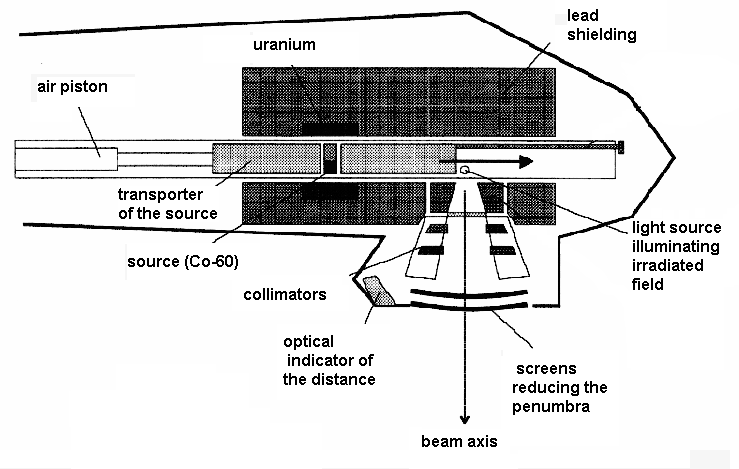 lead
shielding
uranium
air piston
transporter
of the source
source (Co-60)
light source
illuminating
irradiated
field
collimators
optical
indicator of
the distance
screens
reducing the
penumbra
beam axis